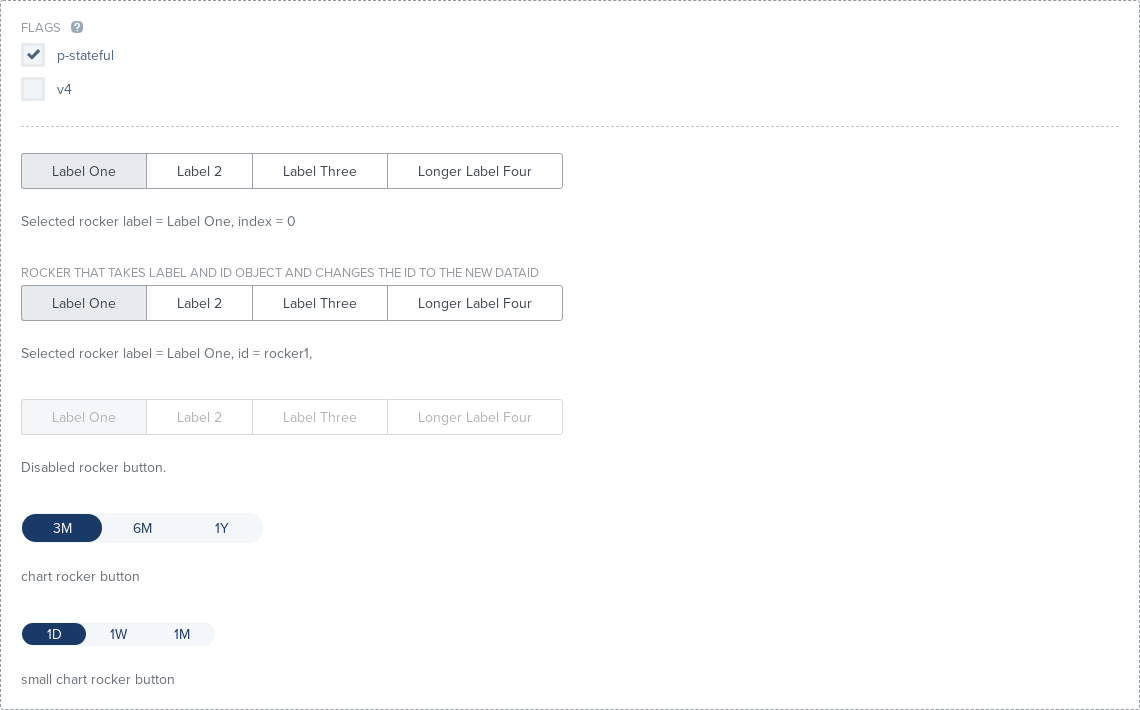 FLAGS ?
p-stateful
v4
Label One Label 2 Label Three Longer Label Four
Selected rocker label = Label One, index = 0
ROCKER THAT TAKES LABEL AND ID OBJECT AND CHANGES THE ID TO THE NEW DATAID
Label One Label 2 Label Three Longer Label Four
Selected rocker label = Label One, id = rocker1,
Label One Label 2 Label Three Longer Label Four
Disabled rocker button.
3M 6M 1Y
chart rocker button
1D 1W 1M
small chart rocker button